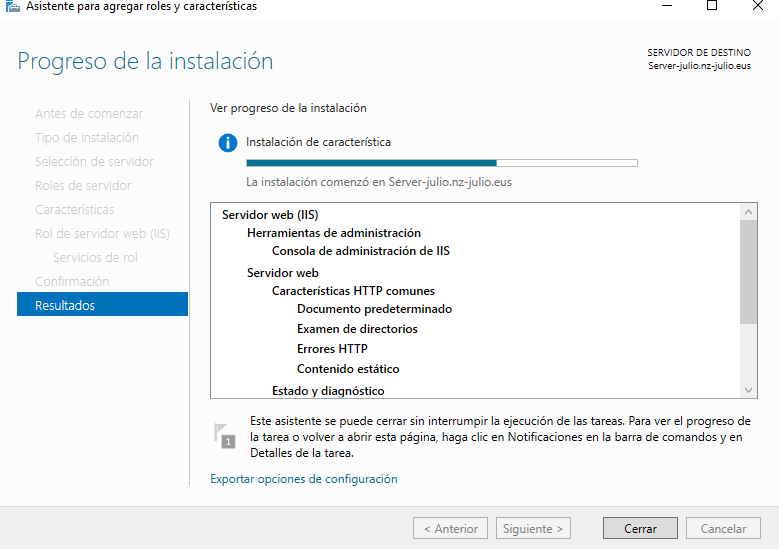 Asistente para agregar roles y características
Progreso de la instalación
SERVIDOR DE DESTINO
Server-julio.nz-julio.eus
Antes de comenzar
Tipo de instalación
Selección de servidor
Roles de servidor
Características
Rol de servidor web (IIS)
Servicios de rol
Confirmación
Resultados
Ver progreso de la instalación
Instalación de característica
La instalación comenzó en Server-julio.nz-julio.eus
Servidor web (IIS)
Herramientas de administración
Consola de administración de IIS
Servidor web
Características HTTP comunes
Documento predeterminado
Examen de directorios
Errores HTTP
Contenido estático
Estado y diagnóstico
1
Este asistente se puede cerrar sin interrumpir la ejecución de las tareas. Para ver el progreso de
la tarea o volver a abrir esta página, haga clic en Notificaciones en la barra de comandos y en
Detalles de la tarea.
Exportar opciones de configuración
< Anterior
Siguiente >
Cerrar
Cancelar